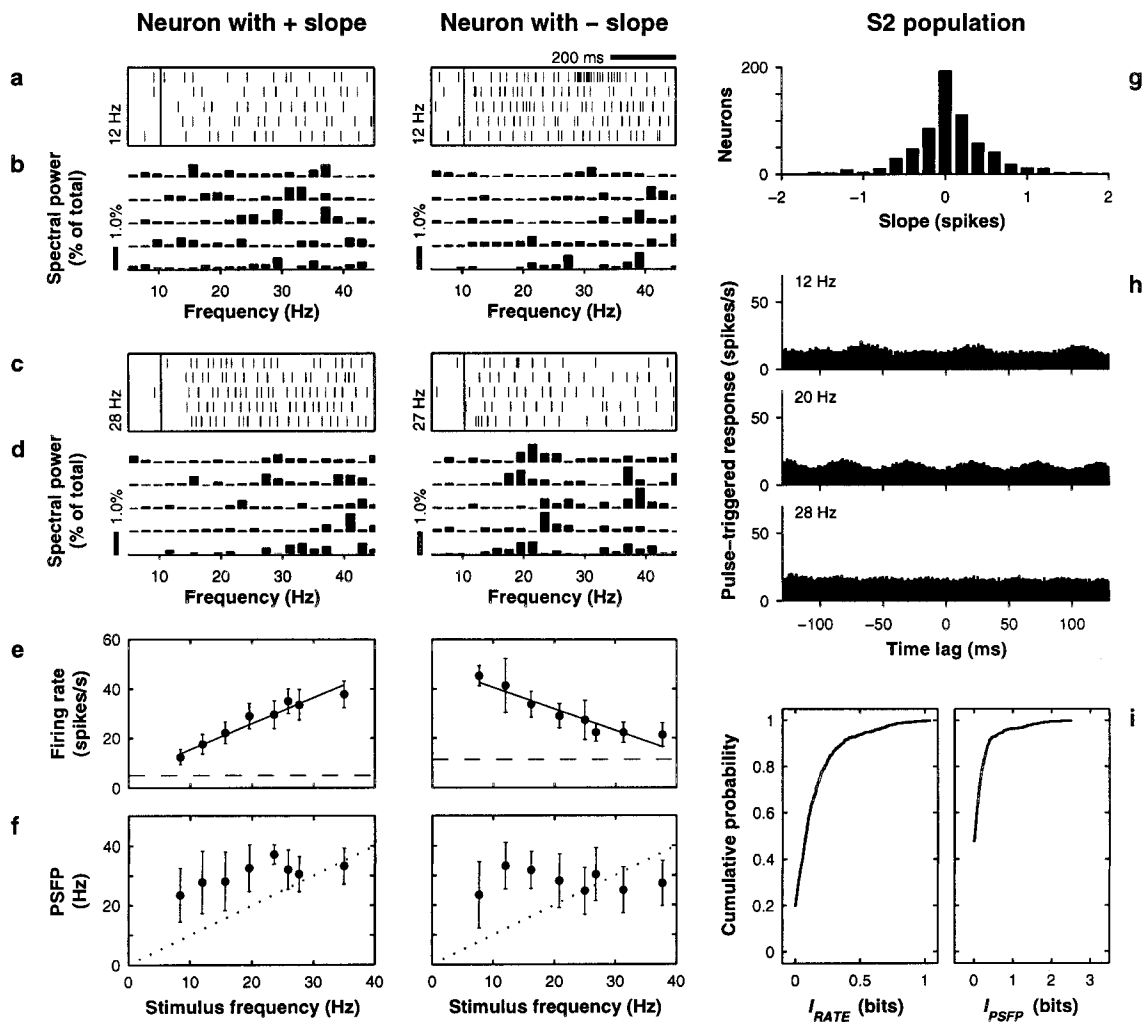 Neuron with + slope
Neuron with – slope
S2 population
200 ms
a
12 Hz
12 Hz
b
Spectral power
(% of total)
1.0%
1.0%
10 20 30 40
Frequency (Hz)
10 20 30 40
Frequency (Hz)
c
28 Hz
27 Hz
d
Spectral power
(% of total)
1.0%
1.0%
10 20 30 40
Frequency (Hz)
10 20 30 40
Frequency (Hz)
e
Firing rate
(spikes/s)
60
40
20
0
f
PSFP
(Hz)
40
20
0
0 10 20 30 40
Stimulus frequency (Hz)
0 10 20 30 40
Stimulus frequency (Hz)
g
Neurons
200
100
0
−2 −1 0 1 2
Slope (spikes)
h
Pulse–triggered response (spikes/s)
12 Hz
50
0
20 Hz
50
0
28 Hz
50
0
−100 −50 0 50 100
Time lag (ms)
i
Cumulative probability
1
0.8
0.6
0.4
0.2
0
0 0.5 1
I RATE (bits)
0 1 2 3
I PSFP (bits)